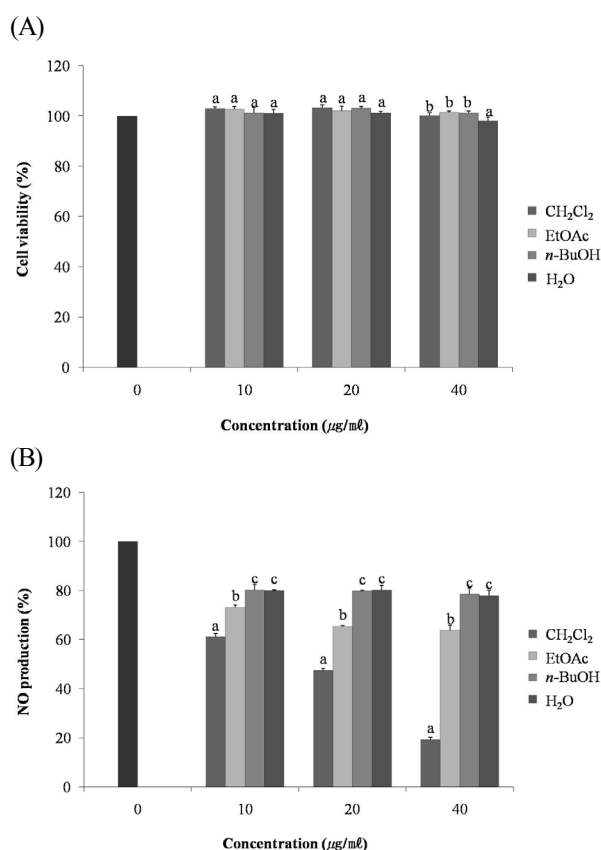 (A)
120
100
80
60
40
20
0
Cell viability (%)
a a a a
a a a a
b b b a
0 10 20 40
Concentration (μg/㎖)
CH₂Cl₂
EtOAc
n-BuOH
H₂O
(B)
120
100
80
60
40
20
0
NO production (%)
a b c c
a b c c
a b c c
0 10 20 40
Concentration (μg/㎖)
CH₂Cl₂
EtOAc
n-BuOH
H₂O